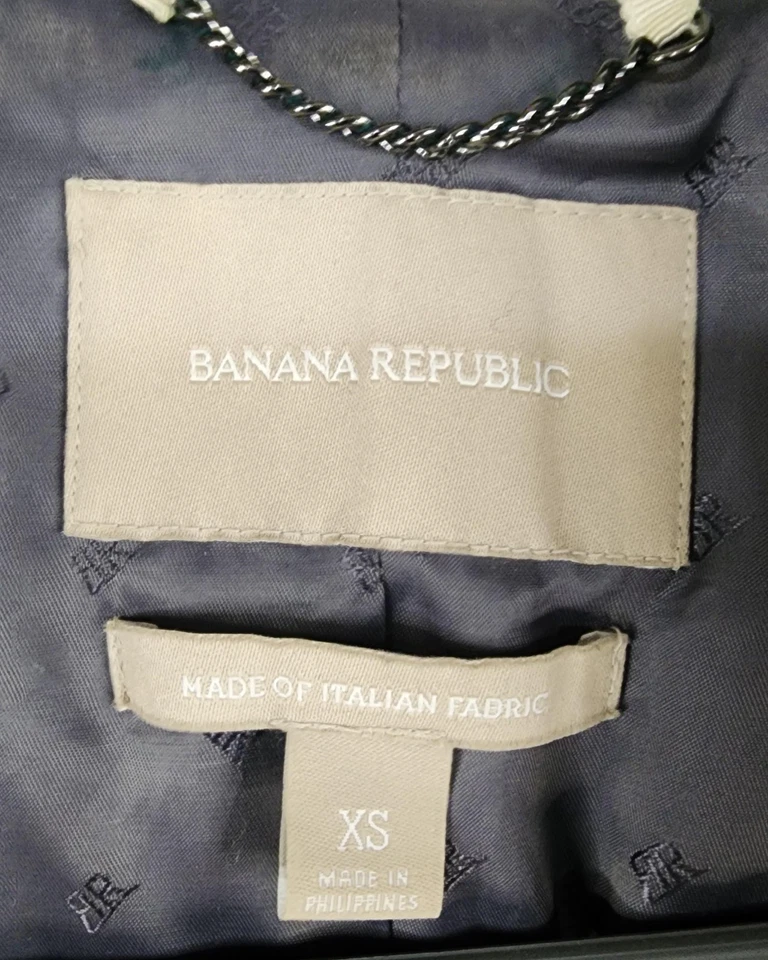 BANANA REPUBLIC
MADE OF ITALIAN FABRIC
XS
MADE IN
PHILIPPINES